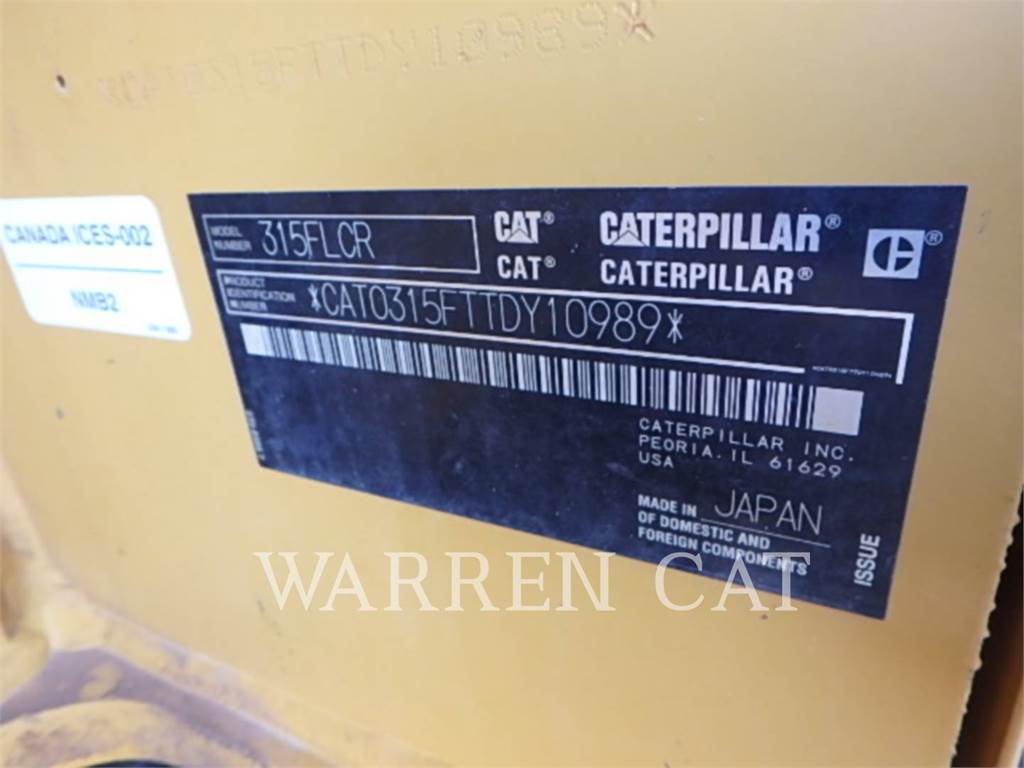 *CAT0315FTTDY10989*
CANADA ICES-002
NMB2
MODEL NUMBER 315FLCR
CAT® CATERPILLAR®
CAT® CATERPILLAR®
PRODUCT IDENTIFICATION NUMBER *CAT0315FTTDY10989*
CATERPILLAR INC.
PEORIA, IL 61629
USA
MADE IN JAPAN
OF DOMESTIC AND
FOREIGN COMPONENTS
ISSUE
WARREN CAT